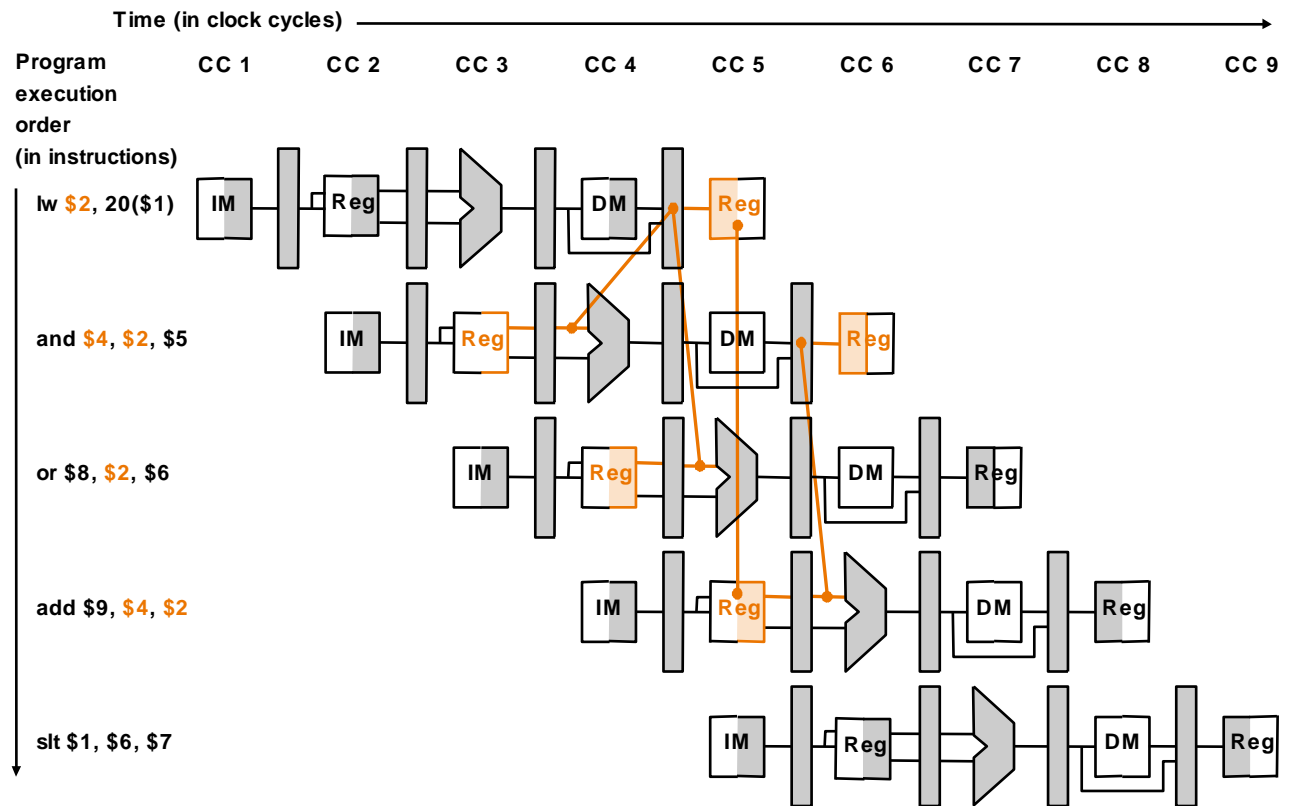 Time (in clock cycles)
Program
execution
order
(in instructions)
CC 1 CC 2 CC 3 CC 4 CC 5 CC 6 CC 7 CC 8 CC 9
lw $2, 20($1) IM Reg DM Reg
and $4, $2, $5 IM Reg DM Reg
or $8, $2, $6 IM Reg DM Reg
add $9, $4, $2 IM Reg DM Reg
slt $1, $6, $7 IM Reg DM Reg